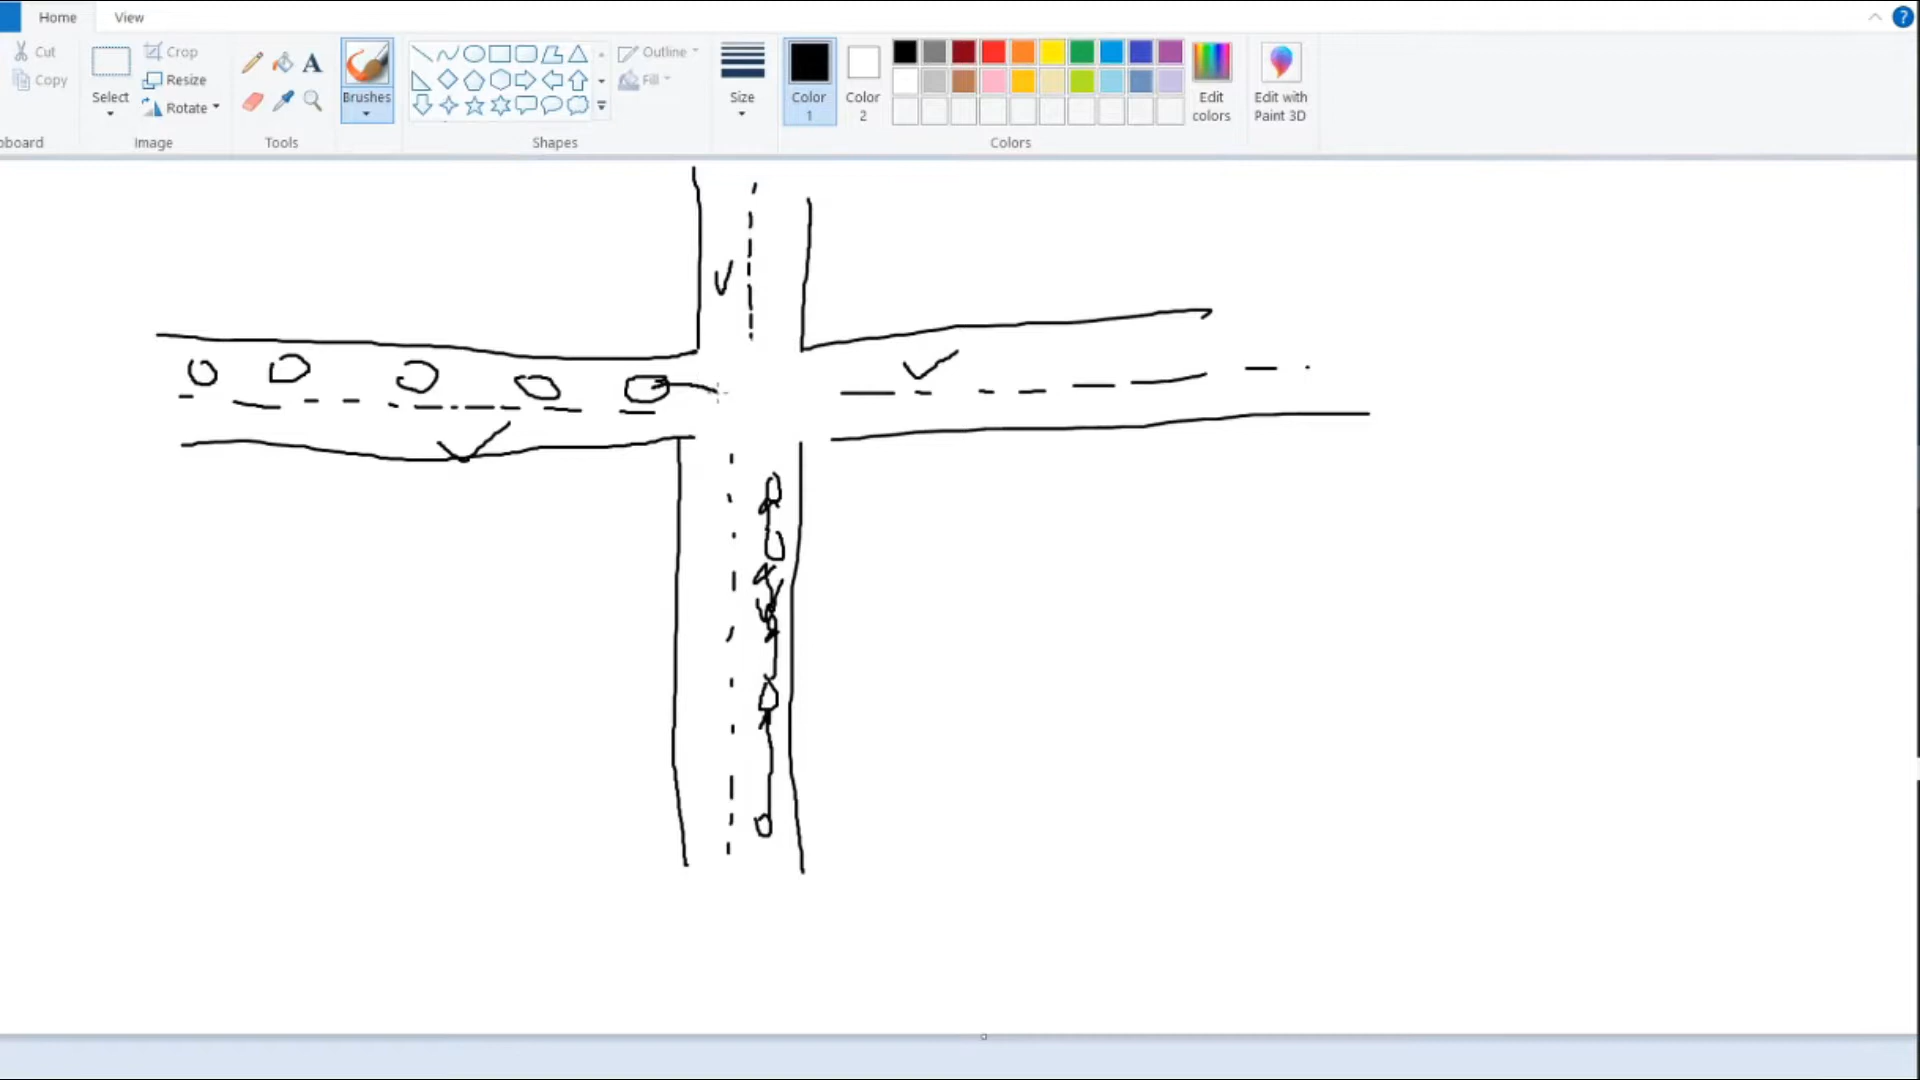 Home View
Cut
Copy
Select
Crop
Resize
Rotate
Brushes
Outline
Fill
Size
Color 1
Color 2
Edit colors
Edit with Paint 3D
Image
Tools
Shapes
Colors
A
?